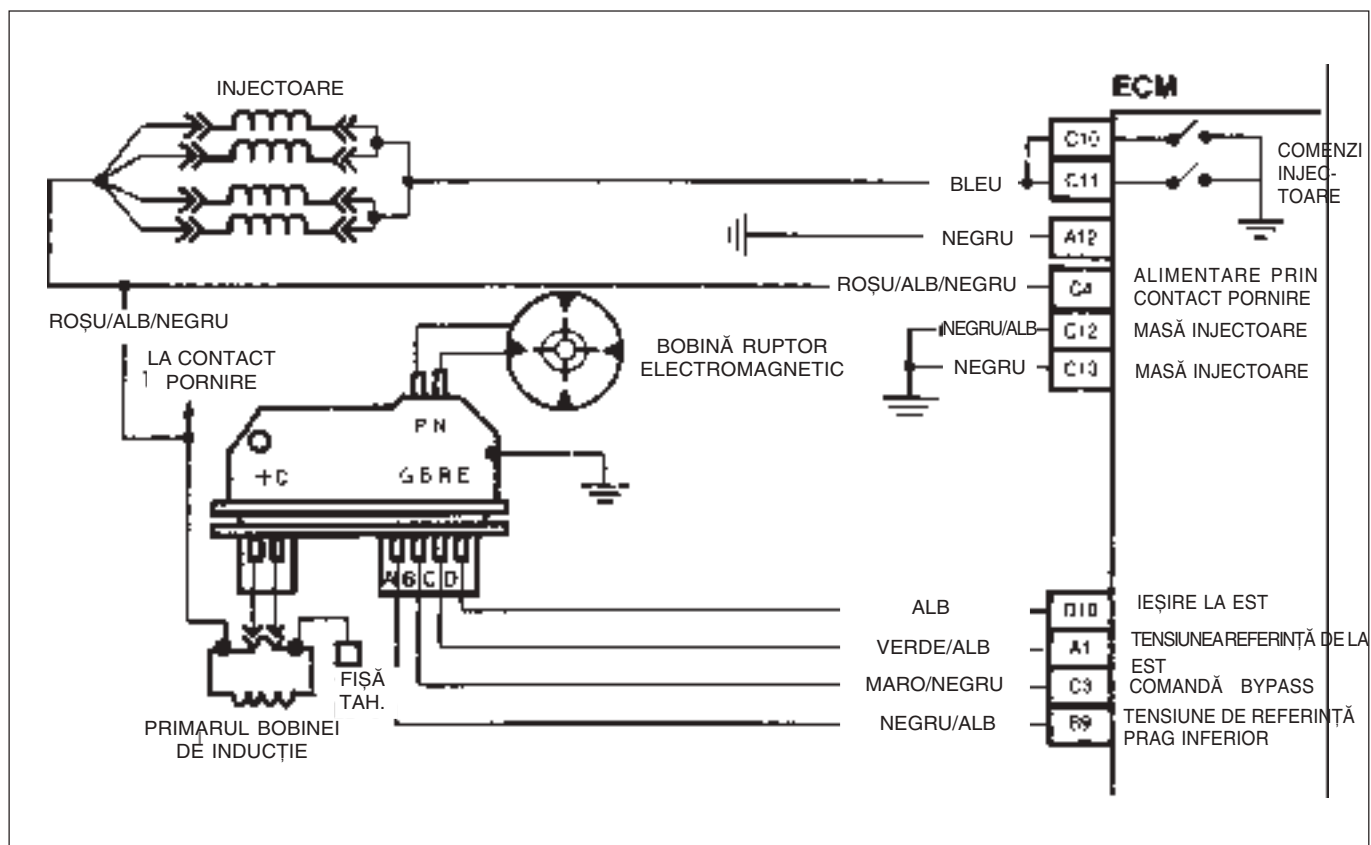 INJECTOARE
ECM
C10
COMENZI
INJEC-
TOARE
BLEU
C11
NEGRU
A12
ROȘU/ALB/NEGRU
C4
ALIMENTARE PRIN
CONTACT PORNIRE
ROȘU/ALB/NEGRU
NEGRU/ALB
C12
MASĂ INJECTOARE
LA CONTACT
PORNIRE
BOBINĂ RUPTOR
ELECTROMAGNETIC
NEGRU
C13
MASĂ INJECTOARE
P N
+C
G B R E
A B C D
ALB
D10
IEȘIRE LA EST
VERDE/ALB
A1
TENSIUNEA REFERINȚĂ DE LA
EST
MARO/NEGRU
C3
COMANDĂ BYPASS
NEGRU/ALB
B9
TENSIUNE DE REFERINȚĂ
PRAG INFERIOR
FIȘĂ
TAH.
PRIMARUL BOBINEI
DE INDUCȚIE